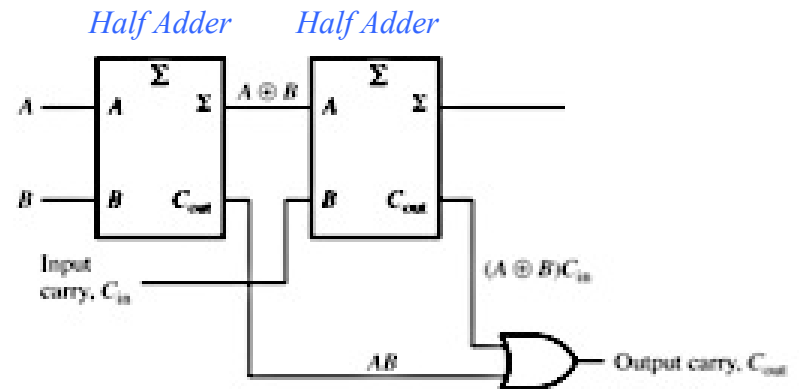 Half Adder Half Adder
Σ Σ
A A Σ A ⊕ B A Σ
B B Cout B Cout
Input
carry, Cin
(A ⊕ B)Cin
AB
Output carry, Cout